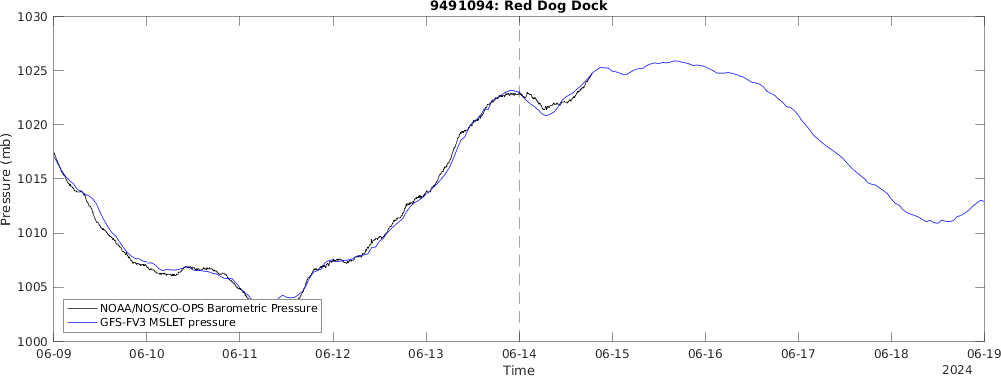 9491094: Red Dog Dock
1030
1025
1020
1015
1010
1005
1000
Pressure (mb)
NOAA/NOS/CO-OPS Barometric Pressure
GFS-FV3 MSLET pressure
06-09 06-10 06-11 06-12 06-13 06-14 06-15 06-16 06-17 06-18 06-19
Time
2024